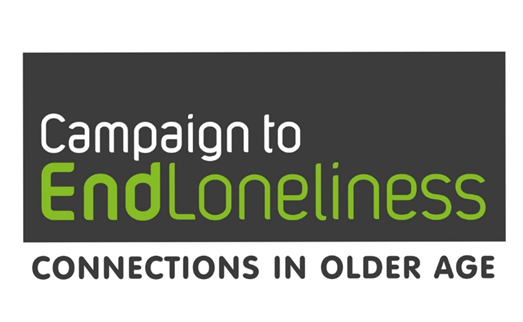 Campaign to
EndLoneliness
CONNECTIONS IN OLDER AGE